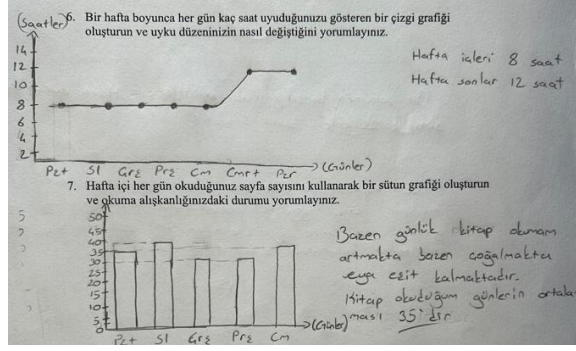 (Saatler)
6. Bir hafta boyunca her gün kaç saat uyuduğunuzu gösteren bir çizgi grafiği
oluşturun ve uyku düzeninizin nasıl değiştiğini yorumlayınız.
14
12
10
8
6
4
2
Pzt Sl Çrş Prş Cm Cmrt Pzr (Günler)
Hafta içleri 8 saat
Hafta sonları 12 saat
7. Hafta içi her gün okuduğunuz sayfa sayısını kullanarak bir sütun grafiği oluşturun
ve okuma alışkanlığınızdaki durumu yorumlayınız.
50
45
40
35
30
25
20
15
10
5
0
Pzt Sl Çrş Prş Cm (Günler)
Bazen günlük kitap okumam
artmakta bazen çoğalmakta
veya eşit kalmaktadır.
Kitap okuduğum günlerin ortala
ması 35'dir